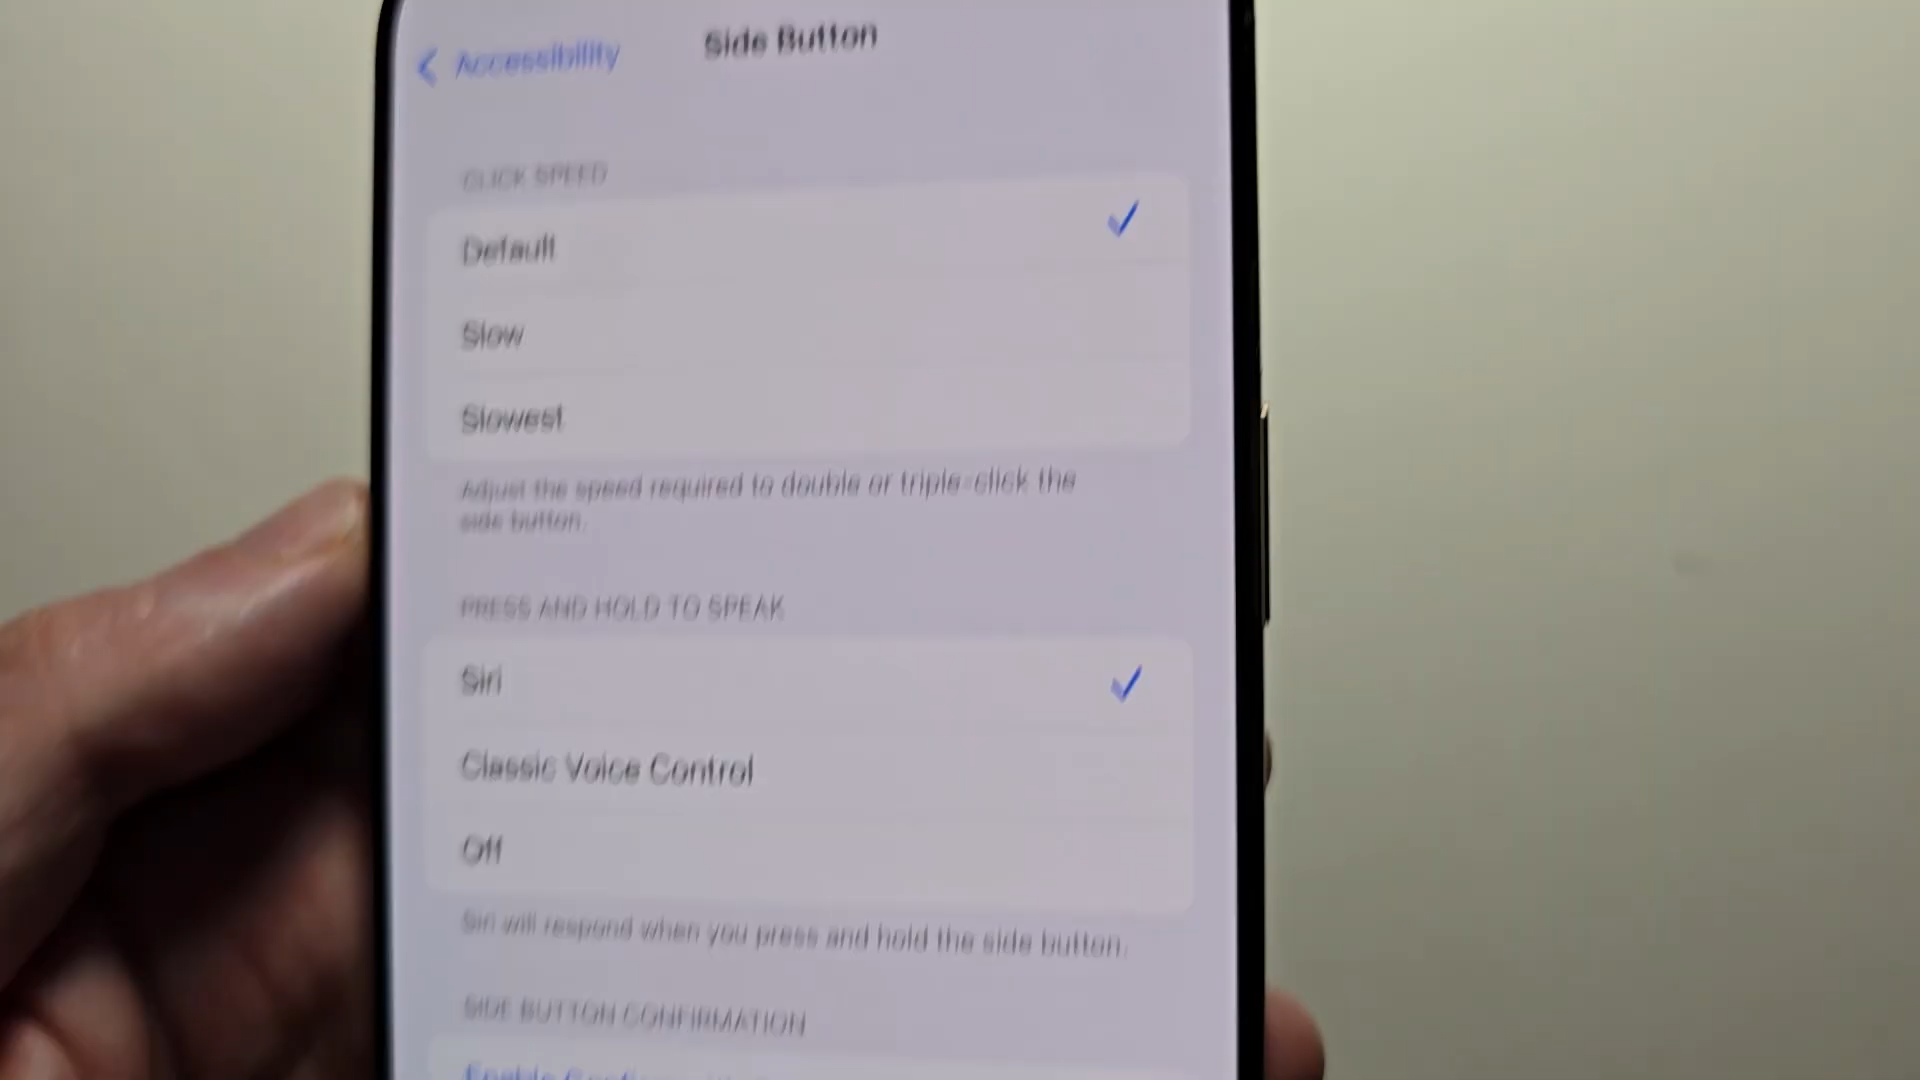 Accessibility
Side Button
CLICK SPEED
Default
Slow
Slowest
Adjust the speed required to double or triple-click the
side button.
PRESS AND HOLD TO SPEAK
Siri
Classic Voice Control
Off
Siri will respond when you press and hold the side button.
SIDE BUTTON CONFIRMATION
Enable